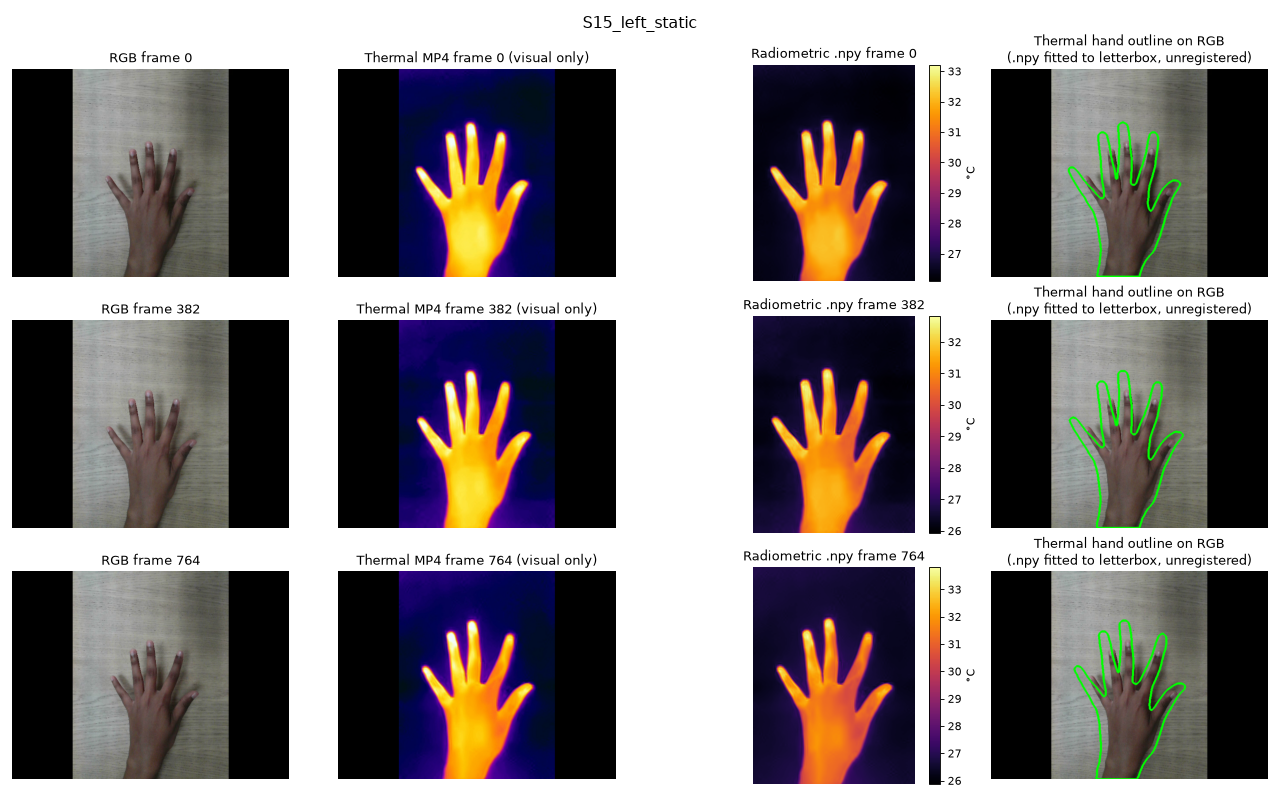 S15_left_static
RGB frame 0
Thermal MP4 frame 0 (visual only)
Radiometric .npy frame 0
Thermal hand outline on RGB
(.npy fitted to letterbox, unregistered)
33
32
31
30
29
28
27
°C
RGB frame 382
Thermal MP4 frame 382 (visual only)
Radiometric .npy frame 382
Thermal hand outline on RGB
(.npy fitted to letterbox, unregistered)
32
31
30
29
28
27
26
°C
RGB frame 764
Thermal MP4 frame 764 (visual only)
Radiometric .npy frame 764
Thermal hand outline on RGB
(.npy fitted to letterbox, unregistered)
33
32
31
30
29
28
27
26
°C